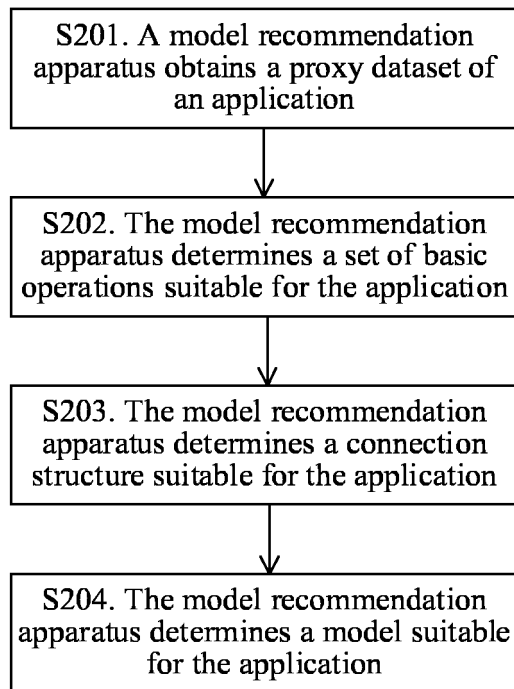 S201. A model recommendation
apparatus obtains a proxy dataset of
an application
S202. The model recommendation
apparatus determines a set of basic
operations suitable for the application
S203. The model recommendation
apparatus determines a connection
structure suitable for the application
S204. The model recommendation
apparatus determines a model suitable
for the application